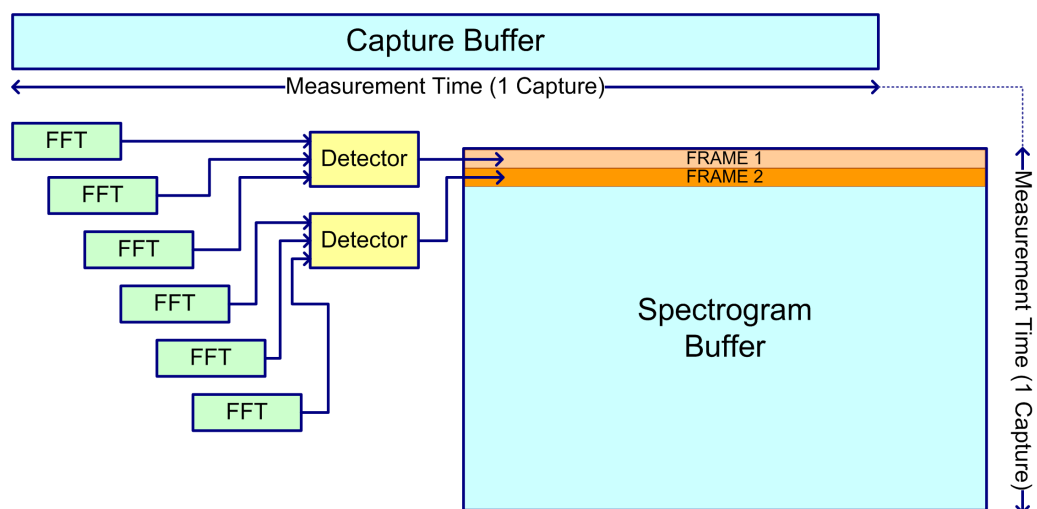 Capture Buffer
Measurement Time (1 Capture)
FFT
Detector
FRAME 1
FRAME 2
FFT
FFT
Detector
FFT
FFT
FFT
Spectrogram
Buffer
Measurement Time (1 Capture)